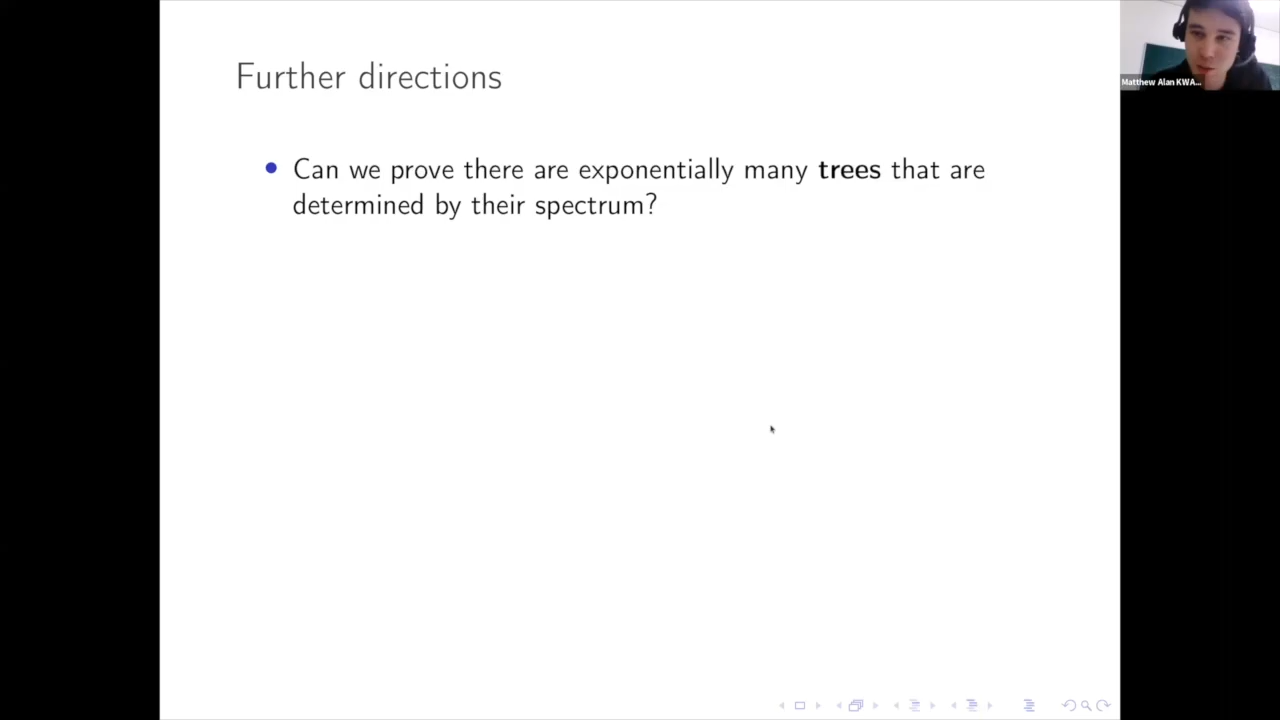 Further directions
Matthew Alan KWA...
• Can we prove there are exponentially many trees that are
determined by their spectrum?